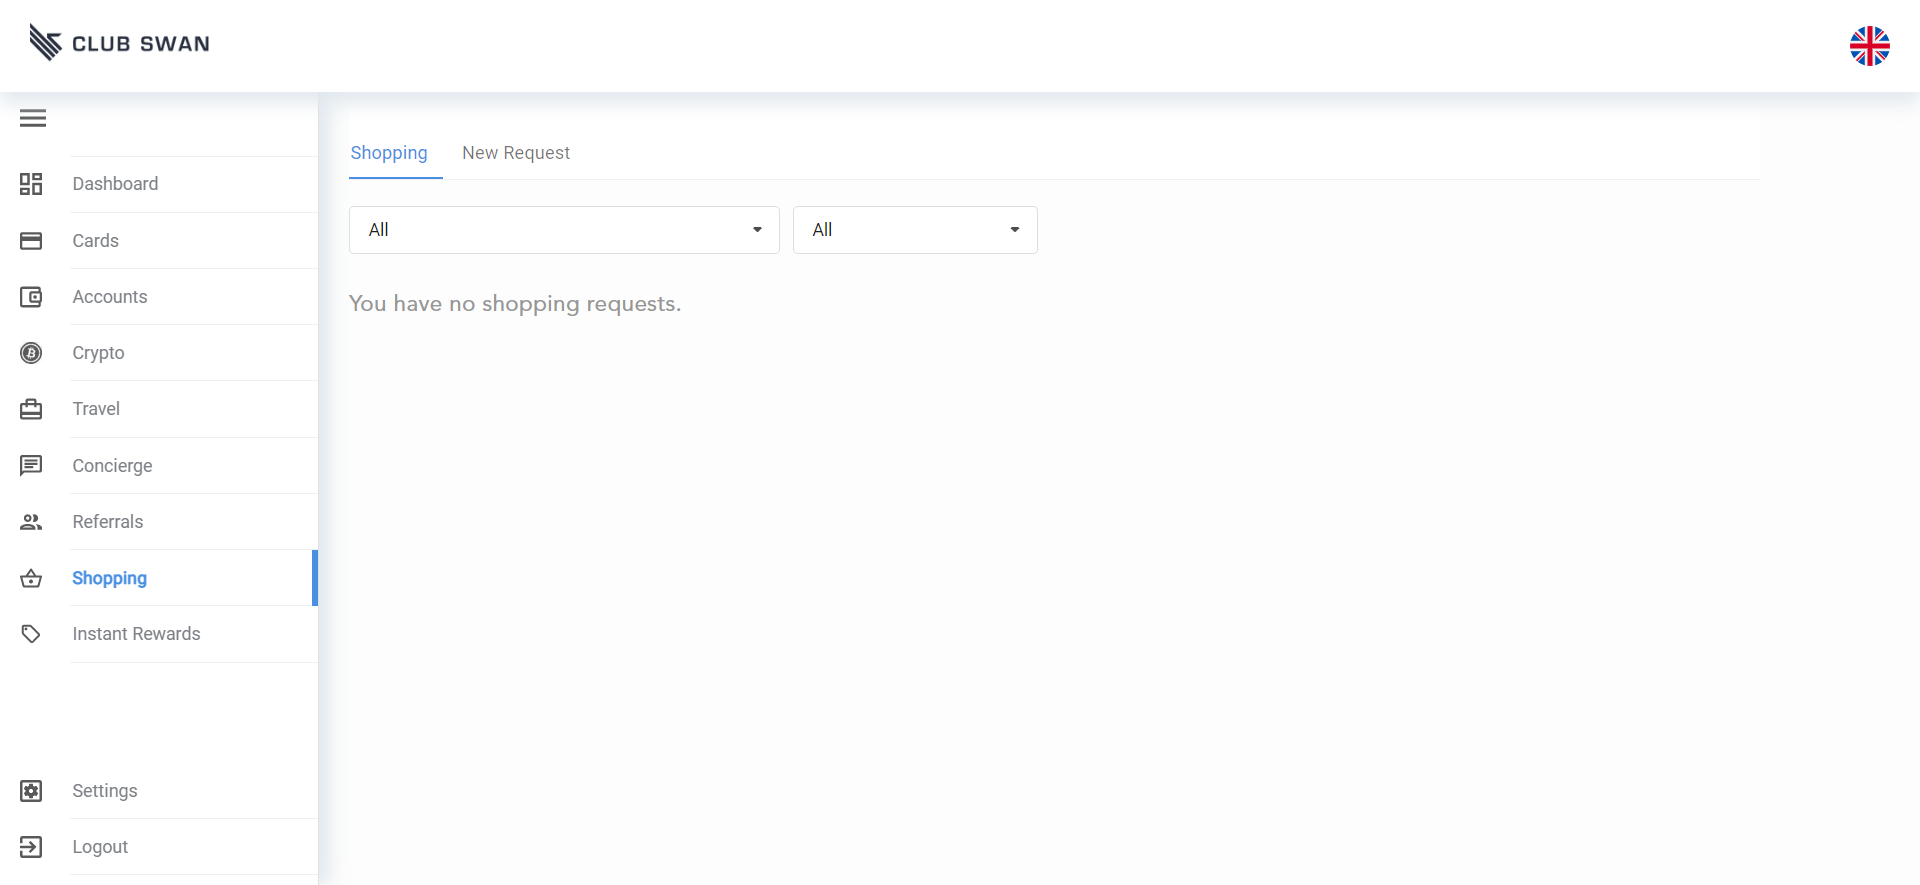 CLUB SWAN
Shopping
New Request
Dashboard
Cards
Accounts
Crypto
Travel
Concierge
Referrals
Shopping
Instant Rewards
Settings
Logout
All
All
You have no shopping requests.